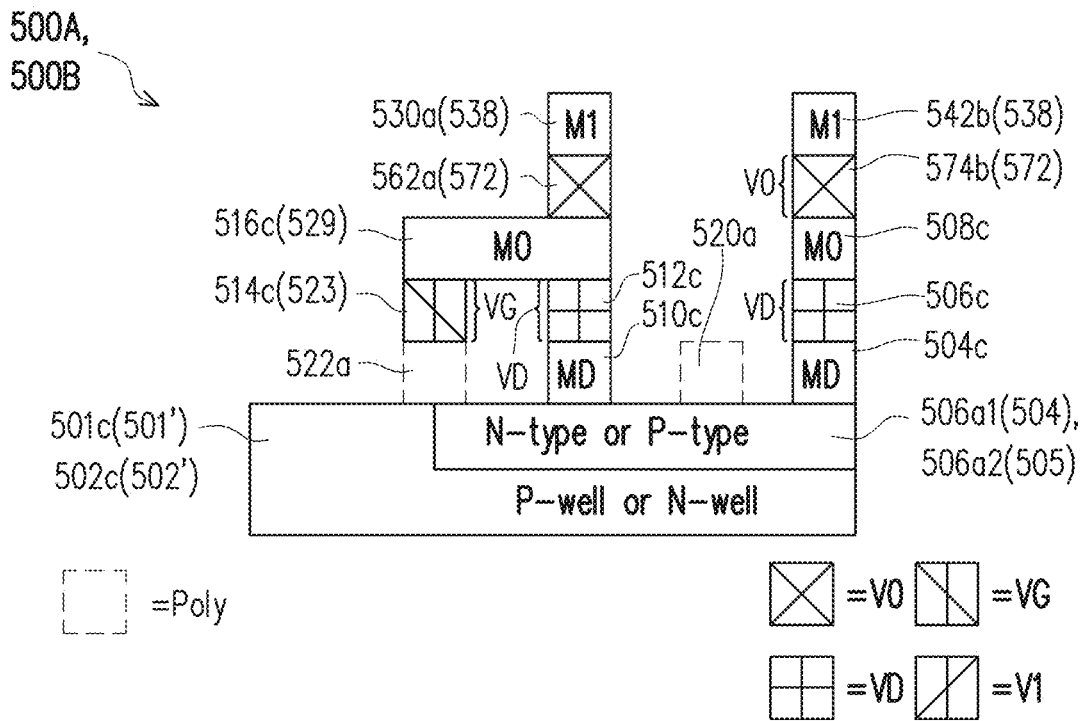 500A,
500B
530a(538)
M1
M1
542b(538)
562a(572)
V0
574b(572)
516c(529)
M0
520a
M0
508c
514c(523)
VG
512c
VD
506c
522a
VD
MD
510c
MD
504c
501c(501')
502c(502')
N-type or P-type
506a1(504),
506a2(505)
P-well or N-well
=Poly
=V0
=VG
=VD
=V1